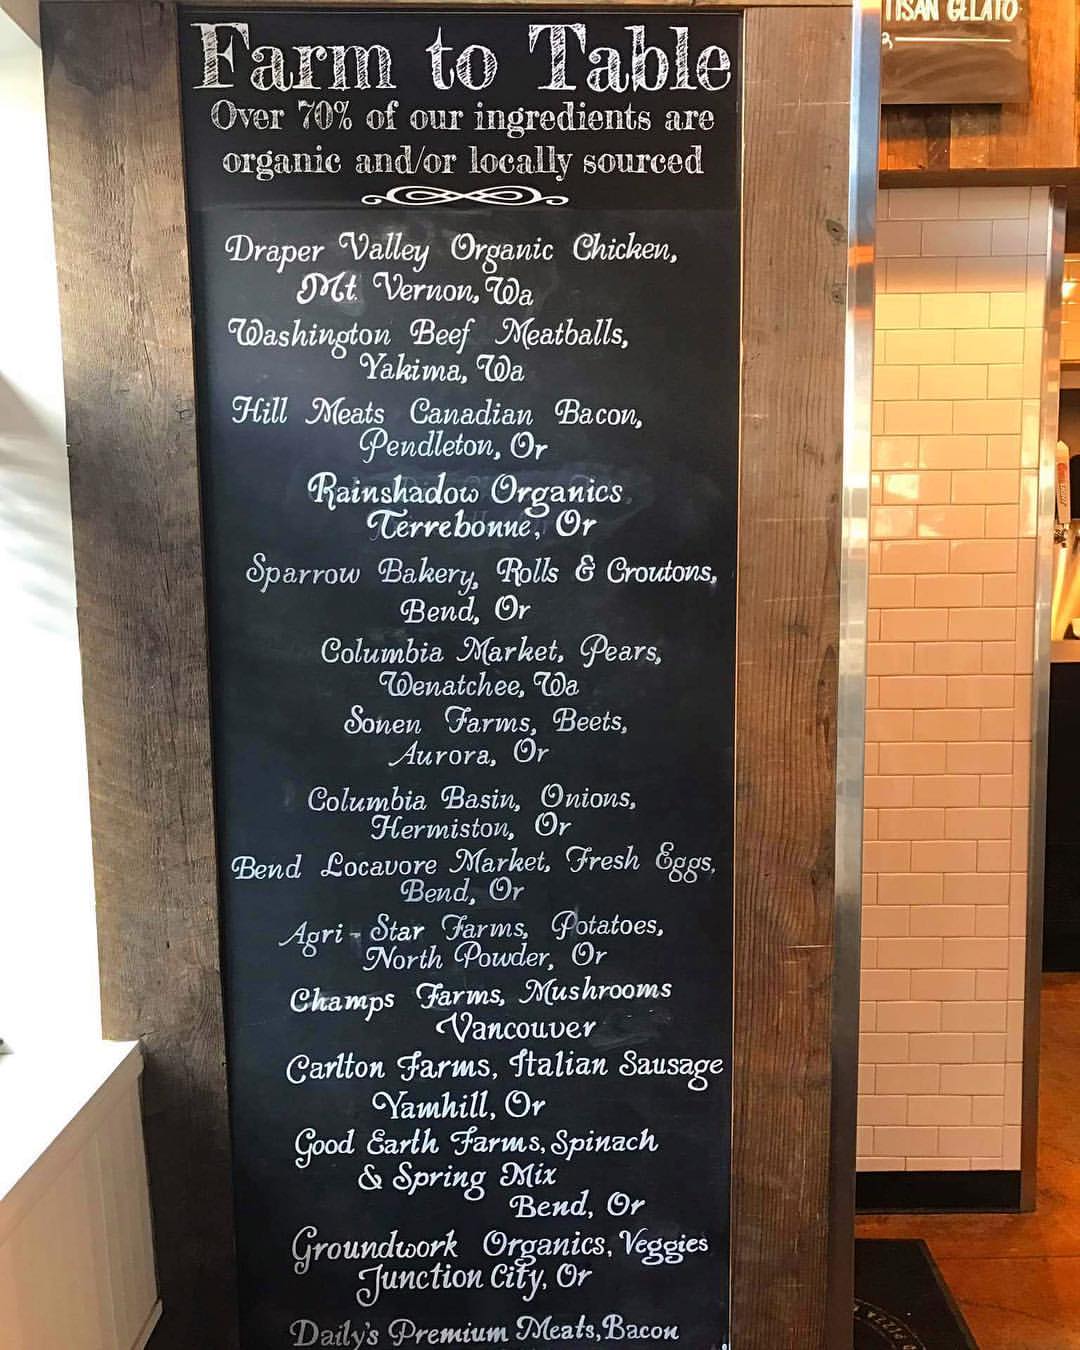 Farm to Table
Over 70% of our ingredients are
organic and/or locally sourced
Draper Valley Organic Chicken,
Mt. Vernon, Wa
Washington Beef Meatballs,
Yakima, Wa
Hill Meats Canadian Bacon,
Pendleton, Or
Rainshadow Organics
Terrebonne, Or
Sparrow Bakery, Rolls & Croutons,
Bend, Or
Columbia Market, Pears,
Wenatchee, Wa
Sonen Farms, Beets,
Aurora, Or
Columbia Basin, Onions,
Hermiston, Or
Bend Locavore Market, Fresh Eggs,
Bend, Or
Agri-Star Farms, Potatoes,
North Powder, Or
Champs Farms, Mushrooms
Vancouver
Carlton Farms, Italian Sausage
Yamhill, Or
Good Earth Farms, Spinach
& Spring Mix
Bend, Or
Groundwork Organics, Veggies
Junction City, Or
Daily's Premium Meats, Bacon
TISAN GELATO